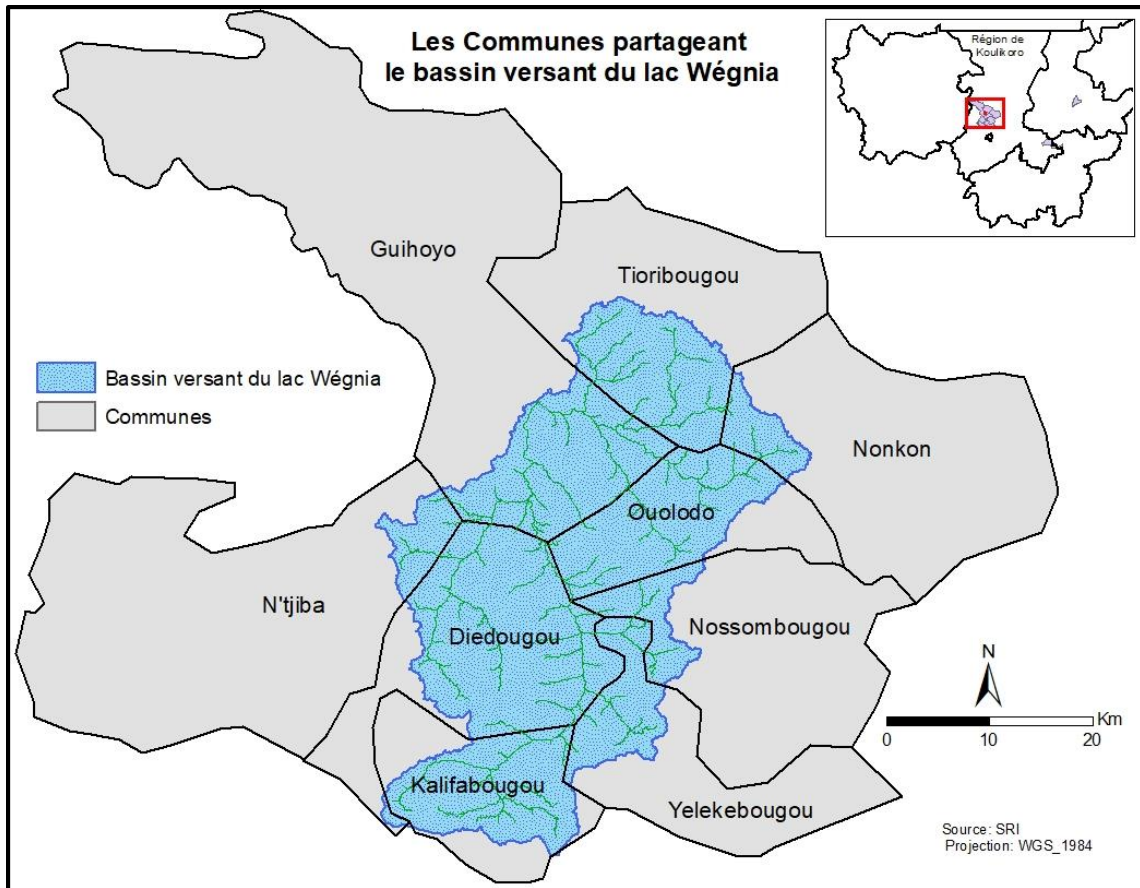 Les Communes partageant
le bassin versant du lac Wégnia
Région de
Koulikoro
Guihoyo
Tioribougou
Bassin versant du lac Wégnia
Communes
Nonkon
Ouolodo
N'tjiba
Diedougou
Nossombougou
N
Km
0 10 20
Kalifabougou
Yelekebougou
Source: SRI
Projection: WGS_1984